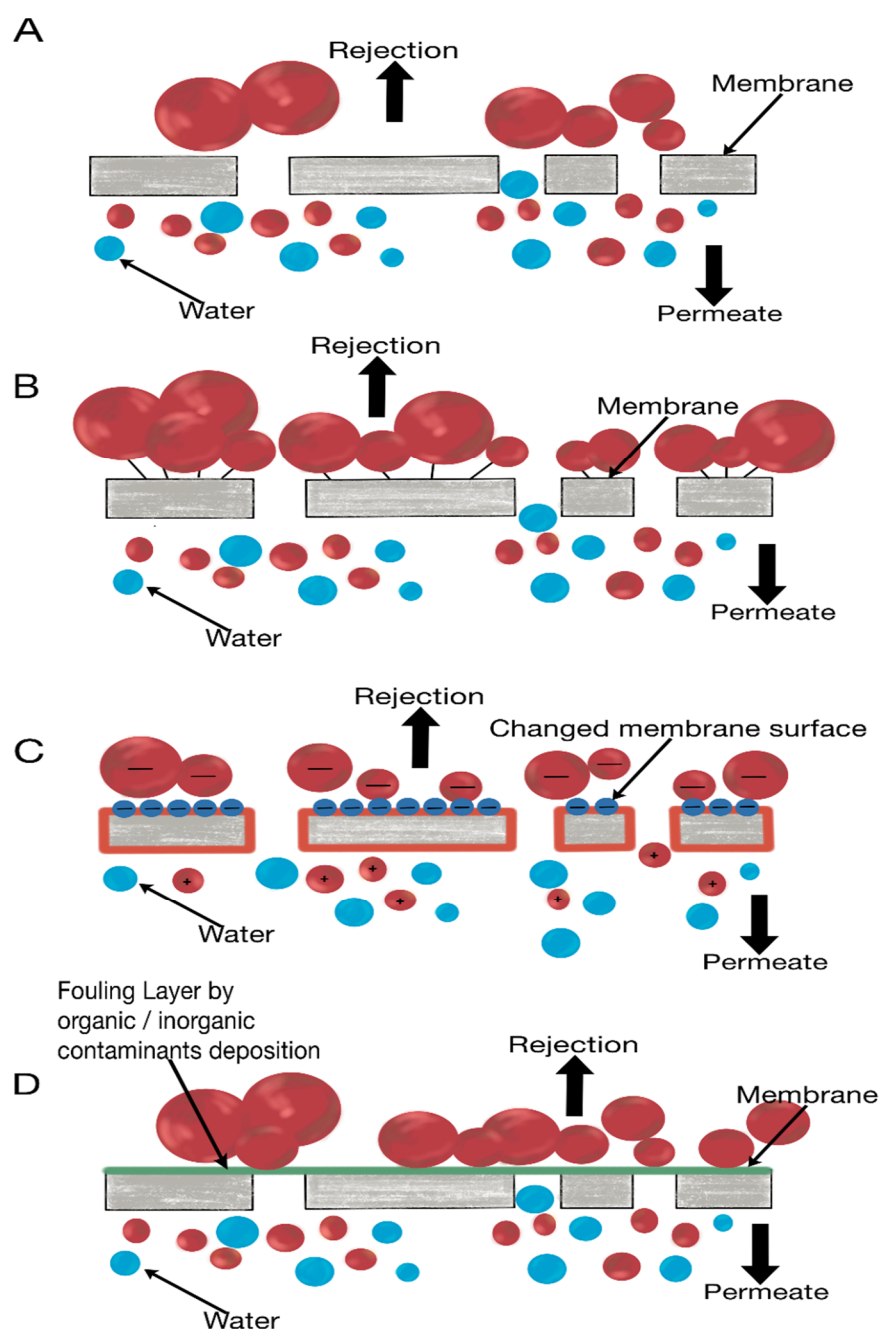 A
Rejection
Membrane
Water
Permeate
B
Rejection
Membrane
Water
Permeate
C
Rejection
Changed membrane surface
− − − − −
− − − − − − − − − −
− − − − − − − − − −
+ + + + + + +
Water
Permeate
Fouling Layer by
organic / inorganic
contaminants deposition
D
Rejection
Membrane
Water
Permeate